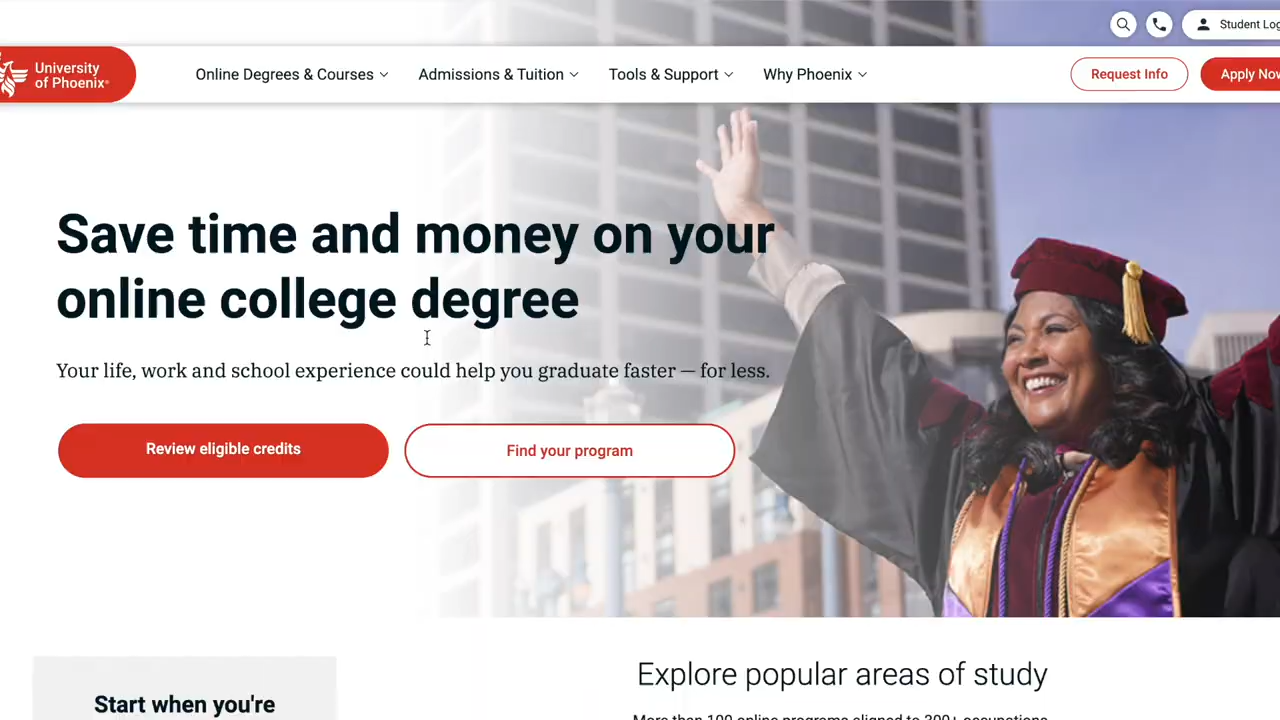 Student Log
University
of Phoenix®
Online Degrees & Courses
Admissions & Tuition
Tools & Support
Why Phoenix
Request Info
Apply Now
Save time and money on your
online college degree
Your life, work and school experience could help you graduate faster — for less.
Review eligible credits
Find your program
Start when you're
Explore popular areas of study
More than 100 online programs aligned to 300+ occupations